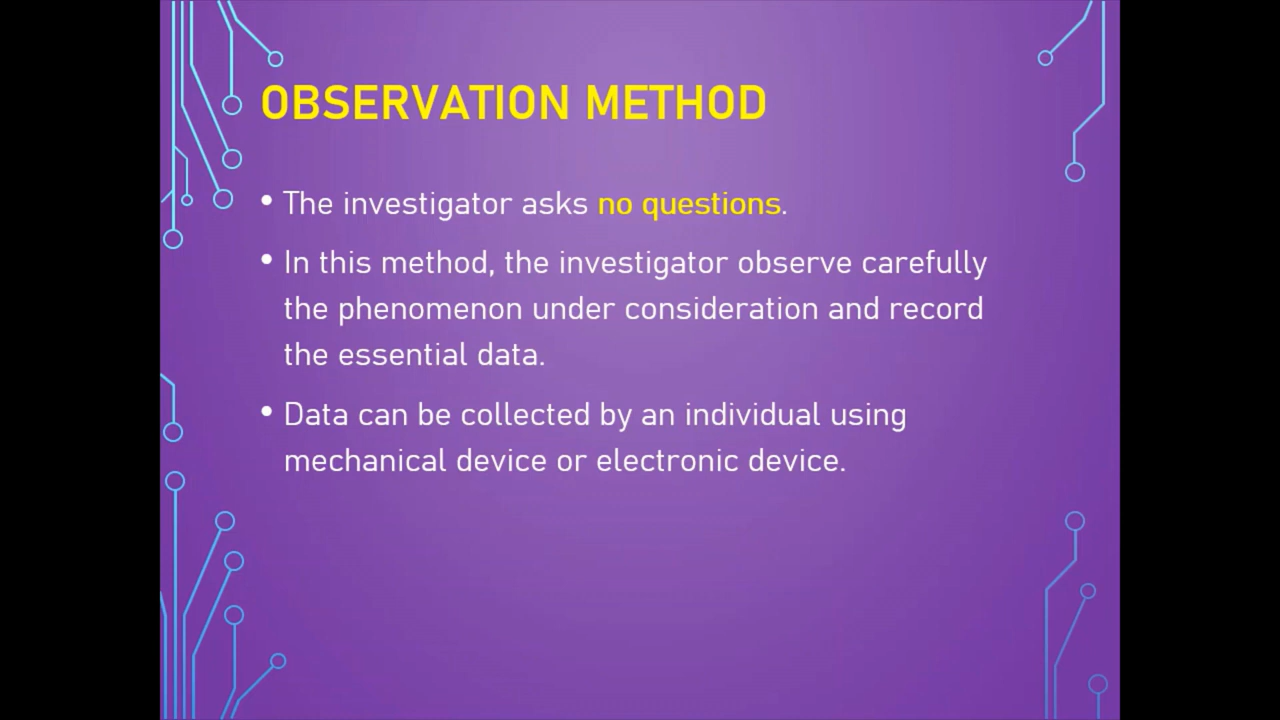 OBSERVATION METHOD
• The investigator asks no questions.
• In this method, the investigator observe carefully
the phenomenon under consideration and record
the essential data.
• Data can be collected by an individual using
mechanical device or electronic device.